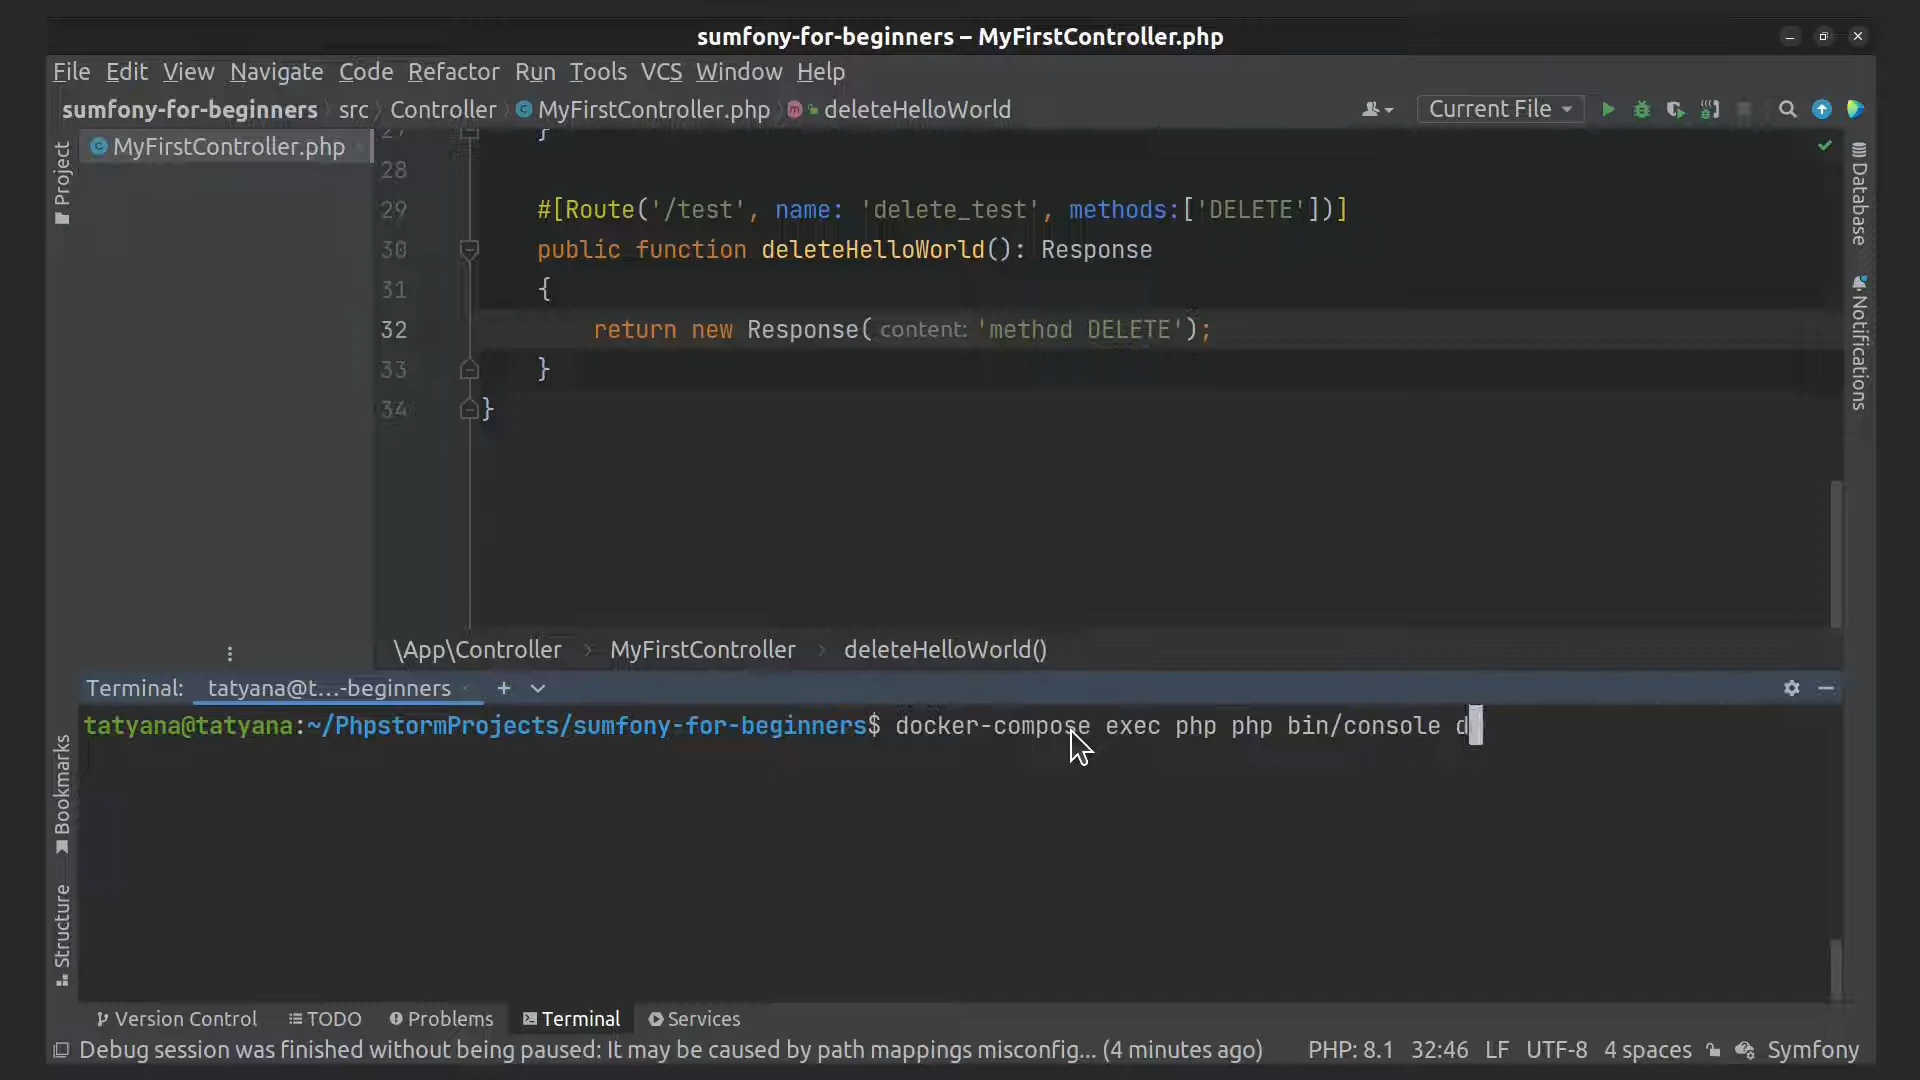 sumfony-for-beginners – MyFirstController.php
File Edit View Navigate Code Refactor Run Tools VCS Window Help
sumfony-for-beginners src Controller MyFirstController.php deleteHelloWorld
Current File
MyFirstController.php
Project
27 }
28
29 #[Route('/test', name: 'delete_test', methods:['DELETE'])]
30 public function deleteHelloWorld(): Response
31 {
32 return new Response( content: 'method DELETE');
33 }
34 }
Database
Notifications
\App\Controller > MyFirstController > deleteHelloWorld()
Terminal: tatyana@t...-beginners
tatyana@tatyana:~/PhpstormProjects/sumfony-for-beginners$ docker-compose exec php php bin/console d
Bookmarks
Structure
Version Control TODO Problems Terminal Services
Debug session was finished without being paused: It may be caused by path mappings misconfig... (4 minutes ago) PHP: 8.1 32:46 LF UTF-8 4 spaces Symfony